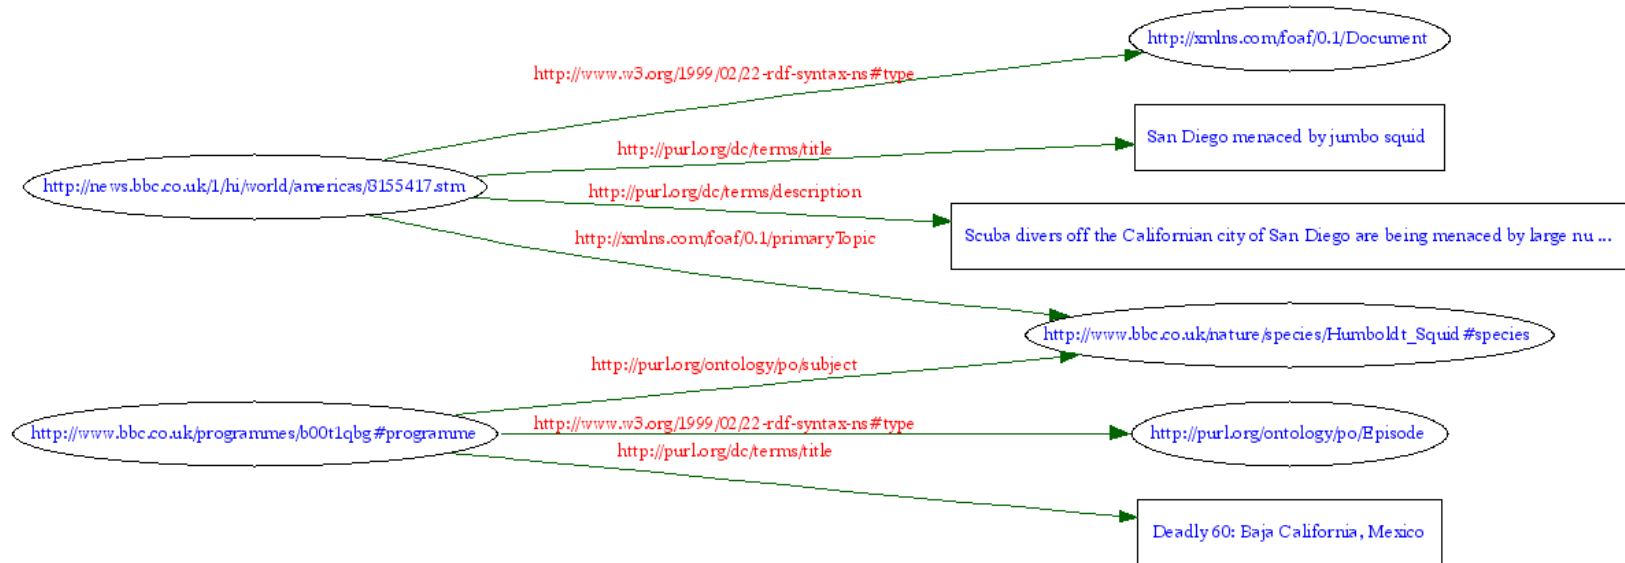 http://xmlns.com/foaf/0.1/Document
http://www.w3.org/1999/02/22-rdf-syntax-ns#type
San Diego menaced by jumbo squid
http://purl.org/dc/terms/title
http://news.bbc.co.uk/1/hi/world/americas/8155417.stm
http://purl.org/dc/terms/description
Scuba divers off the Californian city of San Diego are being menaced by large nu ...
http://xmlns.com/foaf/0.1/primaryTopic
http://www.bbc.co.uk/nature/species/Humboldt_Squid#species
http://purl.org/ontology/po/subject
http://www.bbc.co.uk/programmes/b00t1qbg#programme
http://www.w3.org/1999/02/22-rdf-syntax-ns#type
http://purl.org/ontology/po/Episode
http://purl.org/dc/terms/title
Deadly 60: Baja California, Mexico